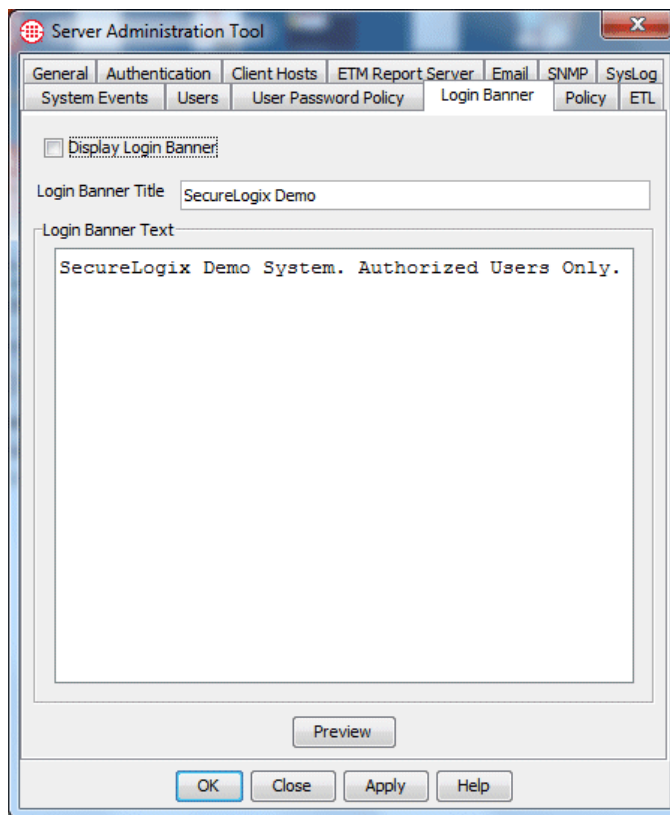 Server Administration Tool
General Authentication Client Hosts ETM Report Server Email SNMP SysLog
System Events Users User Password Policy Login Banner Policy ETL
Display Login Banner
Login Banner Title SecureLogix Demo
Login Banner Text
SecureLogix Demo System. Authorized Users Only.
Preview
OK Close Apply Help